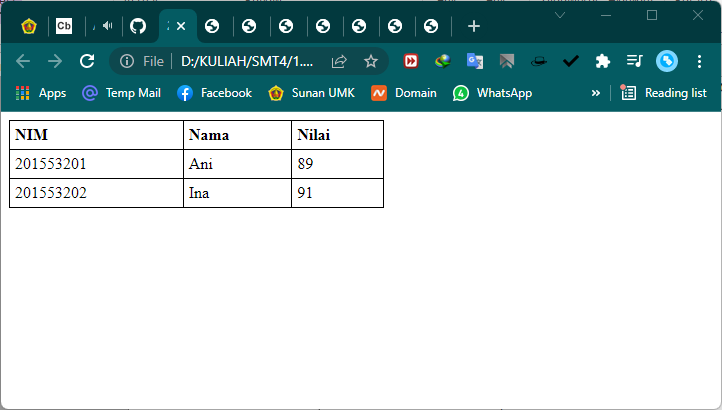 Cb
File D:/KULIAH/SMT4/1....
Apps Temp Mail Facebook Sunan UMK Domain 4 WhatsApp » Reading list
NIM Nama Nilai
201553201 Ani 89
201553202 Ina 91